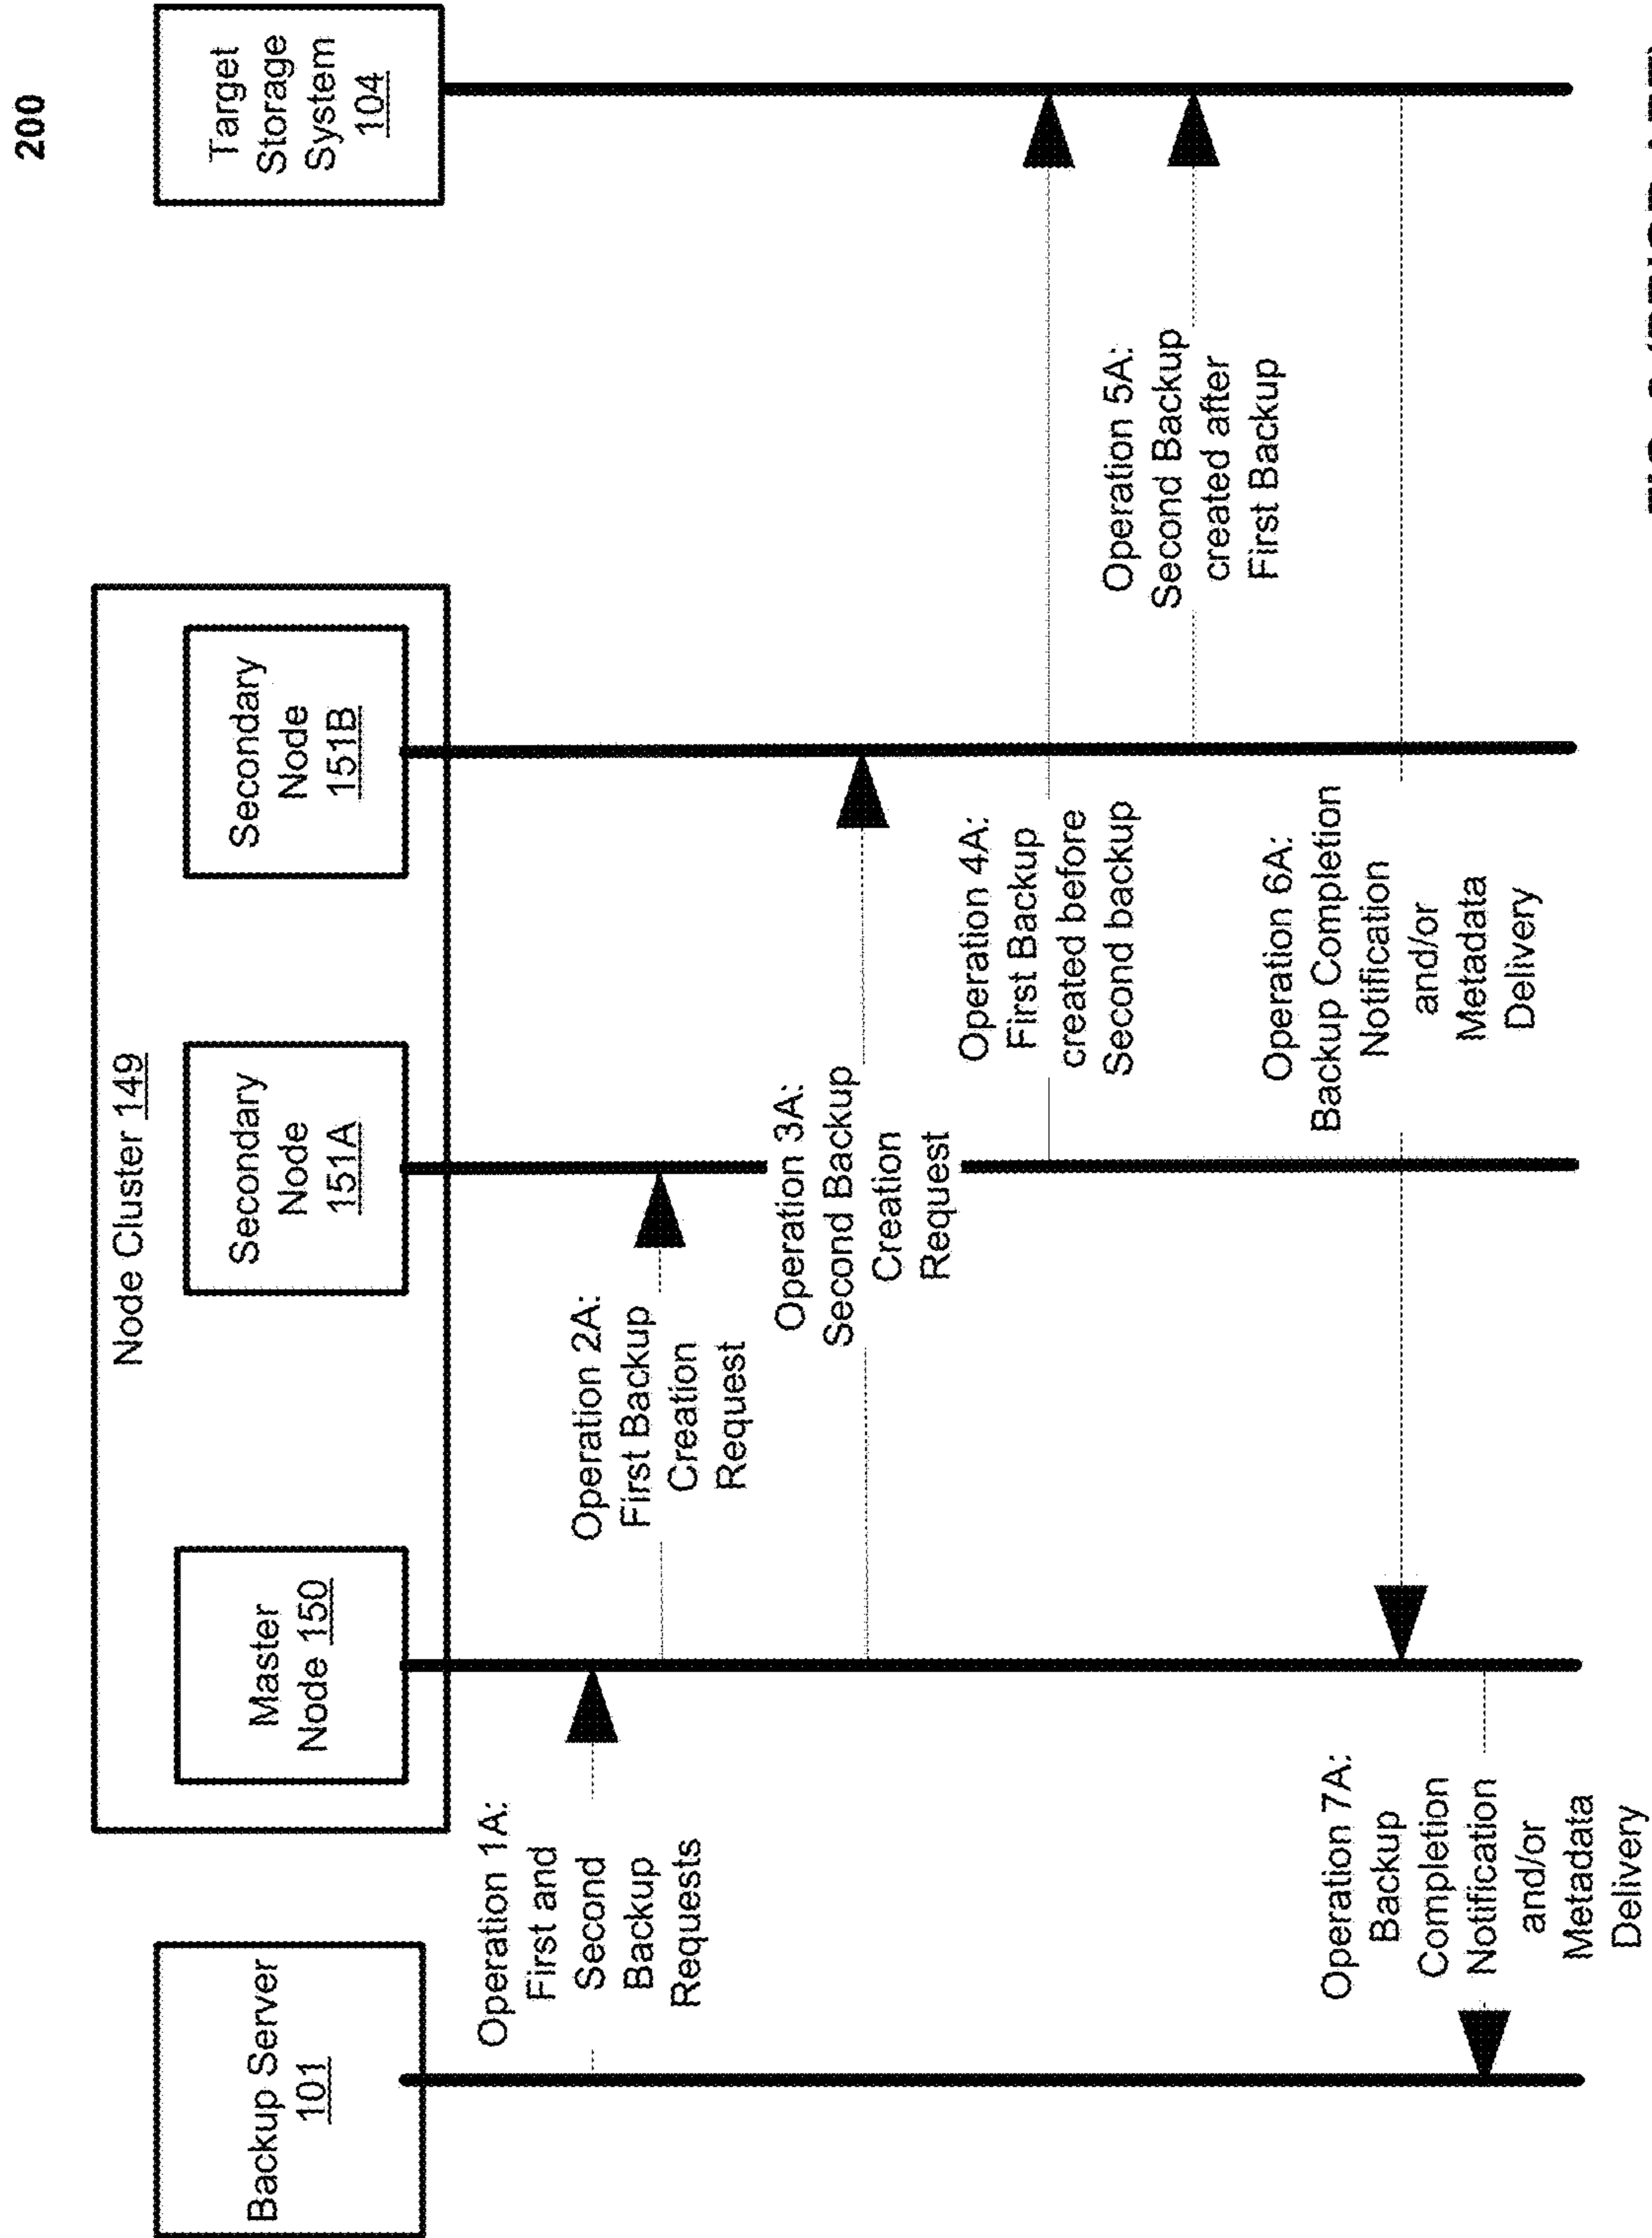 200
Backup Server
101
Node Cluster 149
Master
Node 150
Secondary
Node
151A
Secondary
Node
151B
Target
Storage
System
104
Operation 1A:
First and
Second
Backup
Requests
Operation 2A:
First Backup
Creation
Request
Operation 3A:
Second Backup
Creation
Request
Operation 4A:
First Backup
created before
Second backup
Operation 5A:
Second Backup
created after
First Backup
Operation 6A:
Backup Completion
Notification
and/or
Metadata
Delivery
Operation 7A:
Backup
Completion
Notification
and/or
Metadata
Delivery